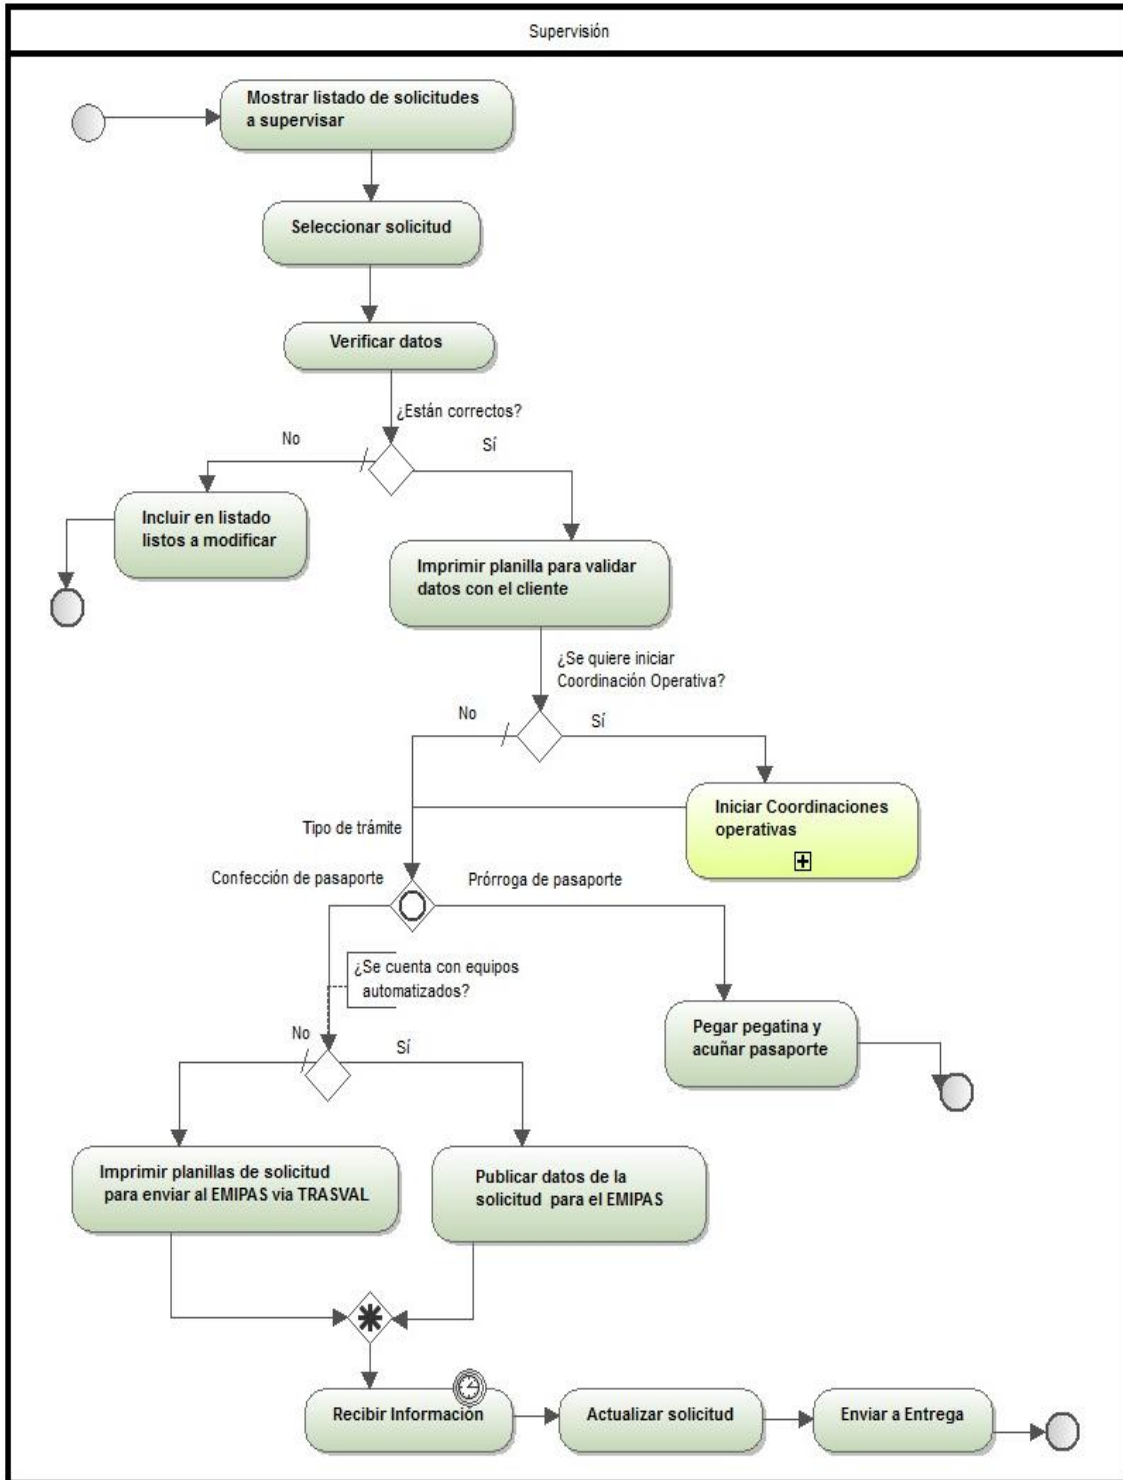 Supervisión
Mostrar listado de solicitudes
a supervisar
Seleccionar solicitud
Verificar datos
¿Están correctos?
No
Sí
Incluir en listado
listos a modificar
Imprimir planilla para validar
datos con el cliente
¿Se quiere iniciar
Coordinación Operativa?
No
Sí
Iniciar Coordinaciones
operativas
Tipo de trámite
Confección de pasaporte
Prórroga de pasaporte
¿Se cuenta con equipos
automatizados?
No
Sí
Pegar pegatina y
acuñar pasaporte
Imprimir planillas de solicitud
para enviar al EMIPAS via TRASVAL
Publicar datos de la
solicitud para el EMIPAS
Recibir Información
Actualizar solicitud
Enviar a Entrega